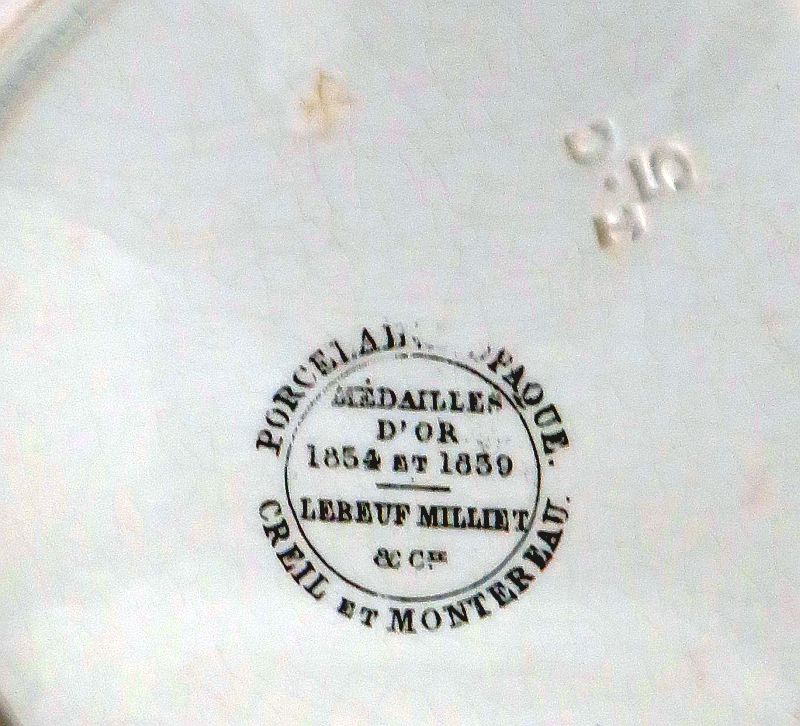 PORCELAINE OPAQUE.
MÉDAILLES
D'OR
1854 ET 1859
LEBEUF MILLIET
& Cie
CREIL ET MONTEREAU.